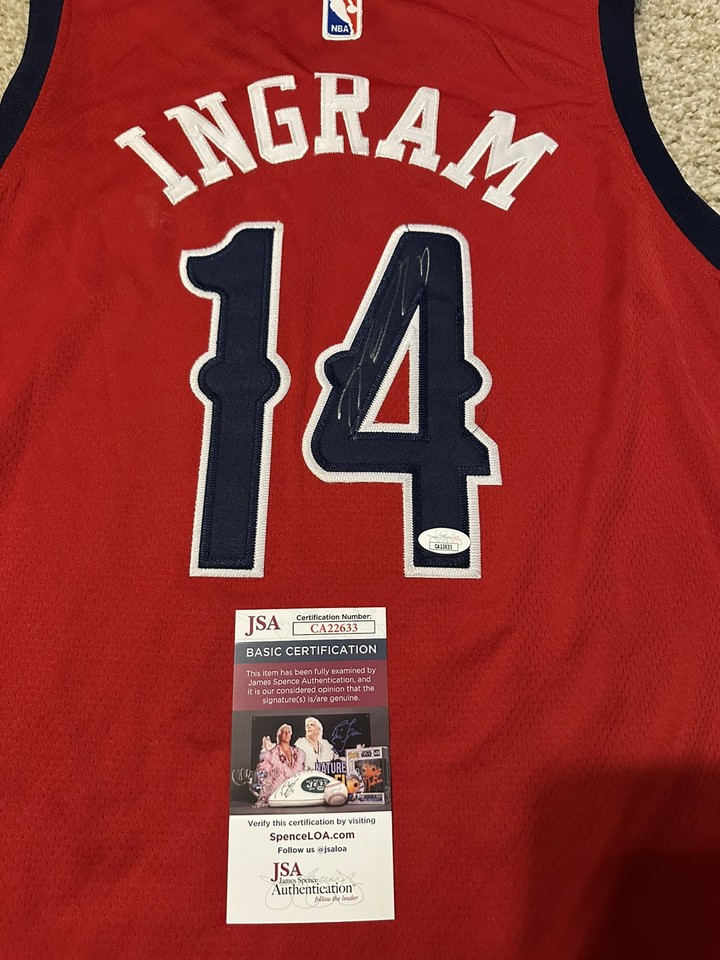 NBA
INGRAM
14
CA22633
JSA
Certification Number:
CA22633
BASIC CERTIFICATION
This item has been fully examined by
James Spence Authentication, and
it is our considered opinion that the
signature(s) is/are genuine.
NATURE
Verify this certification by visiting
SpenceLOA.com
Follow us @jsaloa
JSA
James Spence
Authentication
follow the leader